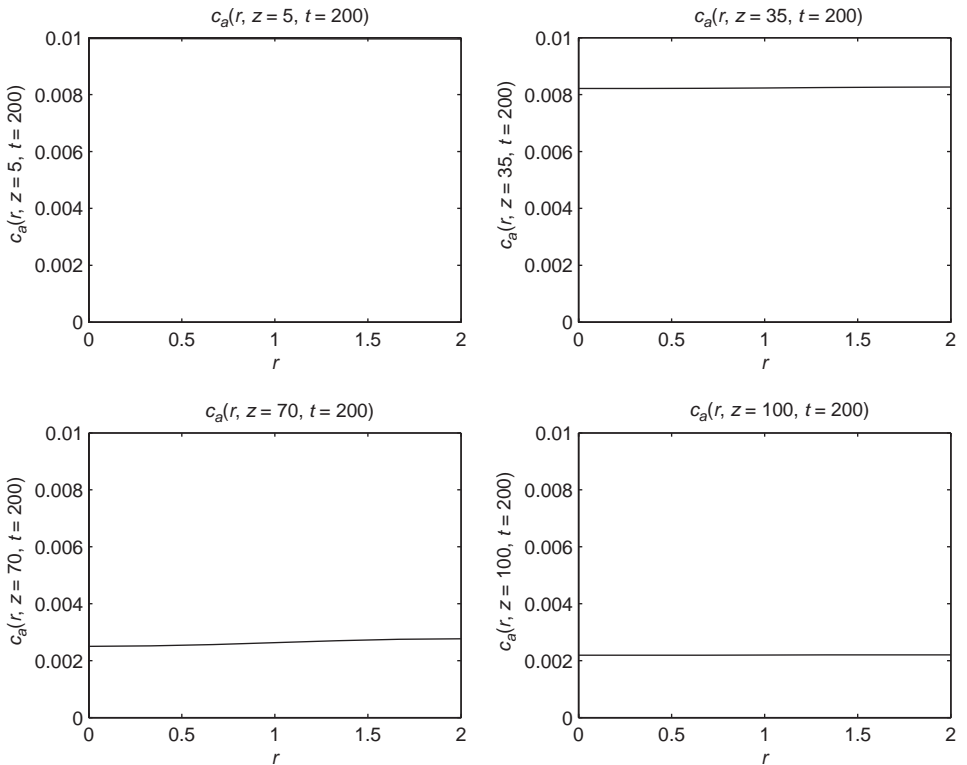 c_a(r, z = 5, t = 200)
c_a(r, z = 5, t = 200)
0.01
0.008
0.006
0.004
0.002
0
0 0.5 1 1.5 2
r
c_a(r, z = 35, t = 200)
c_a(r, z = 35, t = 200)
0.01
0.008
0.006
0.004
0.002
0
0 0.5 1 1.5 2
r
c_a(r, z = 70, t = 200)
c_a(r, z = 70, t = 200)
0.01
0.008
0.006
0.004
0.002
0
0 0.5 1 1.5 2
r
c_a(r, z = 100, t = 200)
c_a(r, z = 100, t = 200)
0.01
0.008
0.006
0.004
0.002
0
0 0.5 1 1.5 2
r